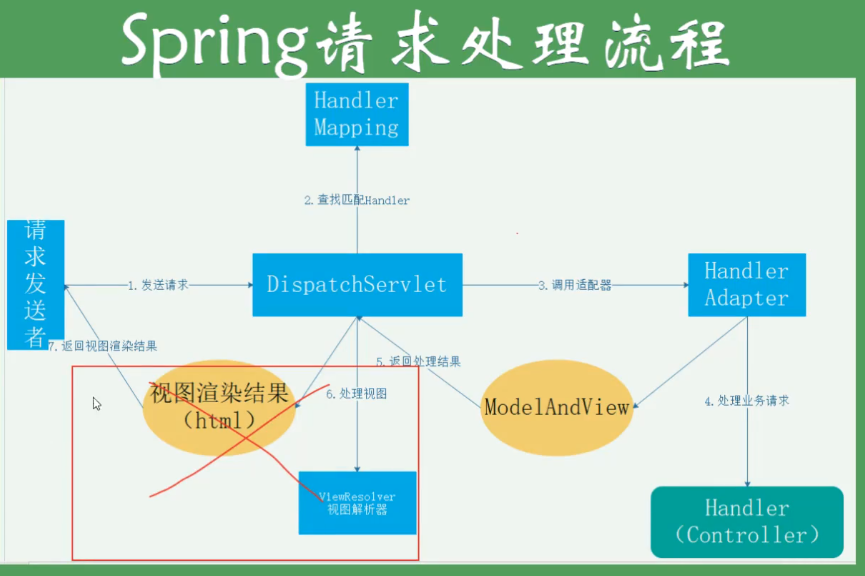 Spring请求处理流程
Handler
Mapping
2.查找匹配Handler
请
求
发
送
者
1.发送请求
DispatchServlet
3.调用适配器
Handler
Adapter
7.返回视图渲染结果
5.返回处理结果
视图渲染结果
（html）
6.处理视图
ModelAndView
4.处理业务请求
ViewResolver
视图解析器
Handler
（Controller）